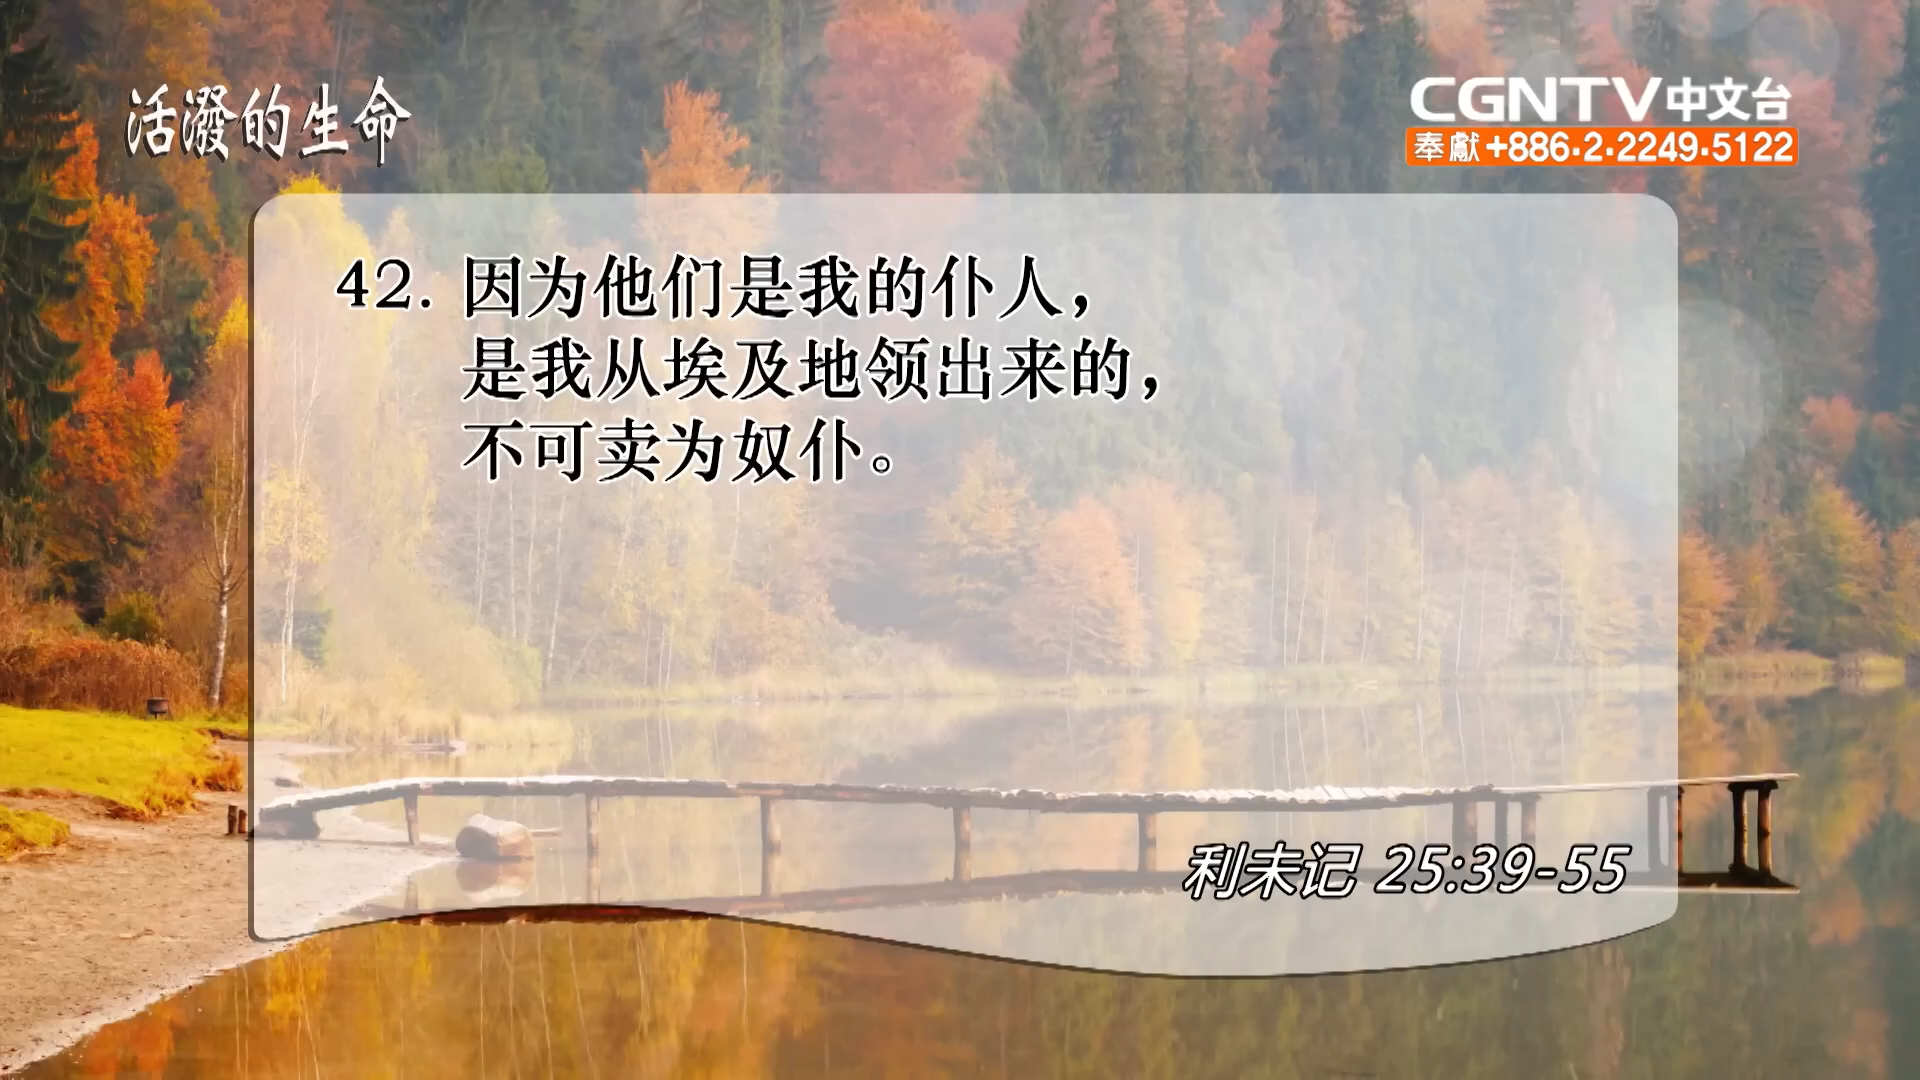 活潑的生命
CGNTV中文台
奉獻+886·2·2249·5122
42. 因为他们是我的仆人，
是我从埃及地领出来的，
不可卖为奴仆。
利未记 25:39-55